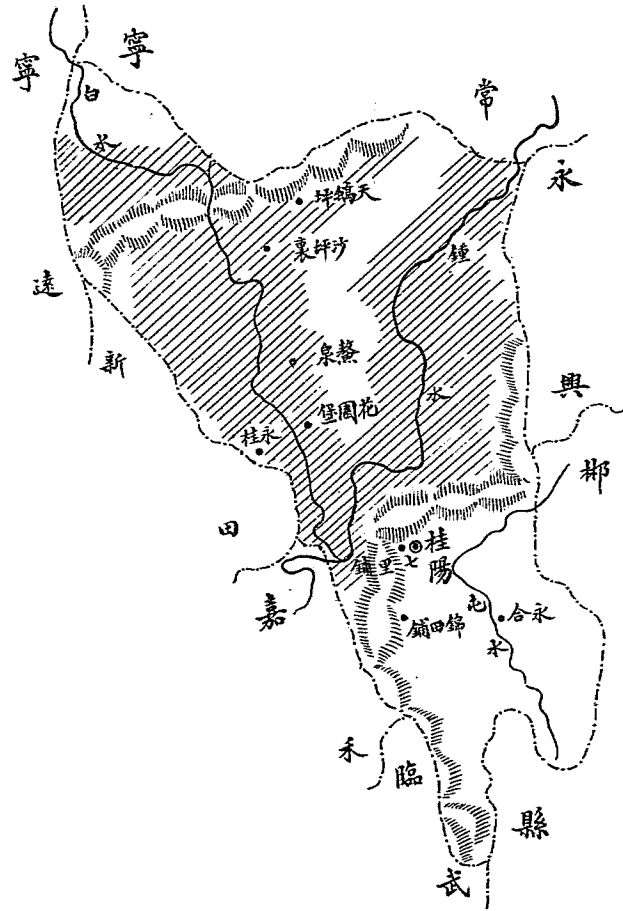 常寧
寧遠
永興
白水
天縞坪
沙坪裏
鍾水
新田
鰲泉
花園堡
永桂
郴縣
桂陽
七里鋪
嘉禾
屯水
永合
錦田鋪
臨武